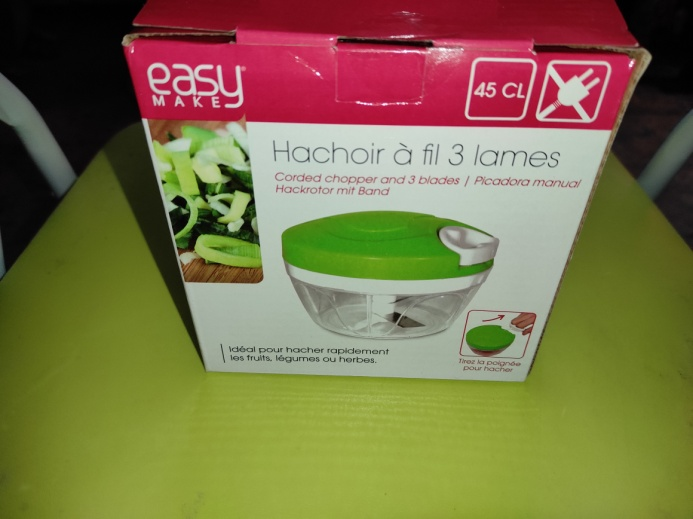 easy
MAKE
45 CL
Hachoir à fil 3 lames
Corded chopper and 3 blades | Picadora manual
Hackrotor mit Band
Idéal pour hacher rapidement
les fruits, légumes ou herbes.
Tirez la poignée
pour hacher